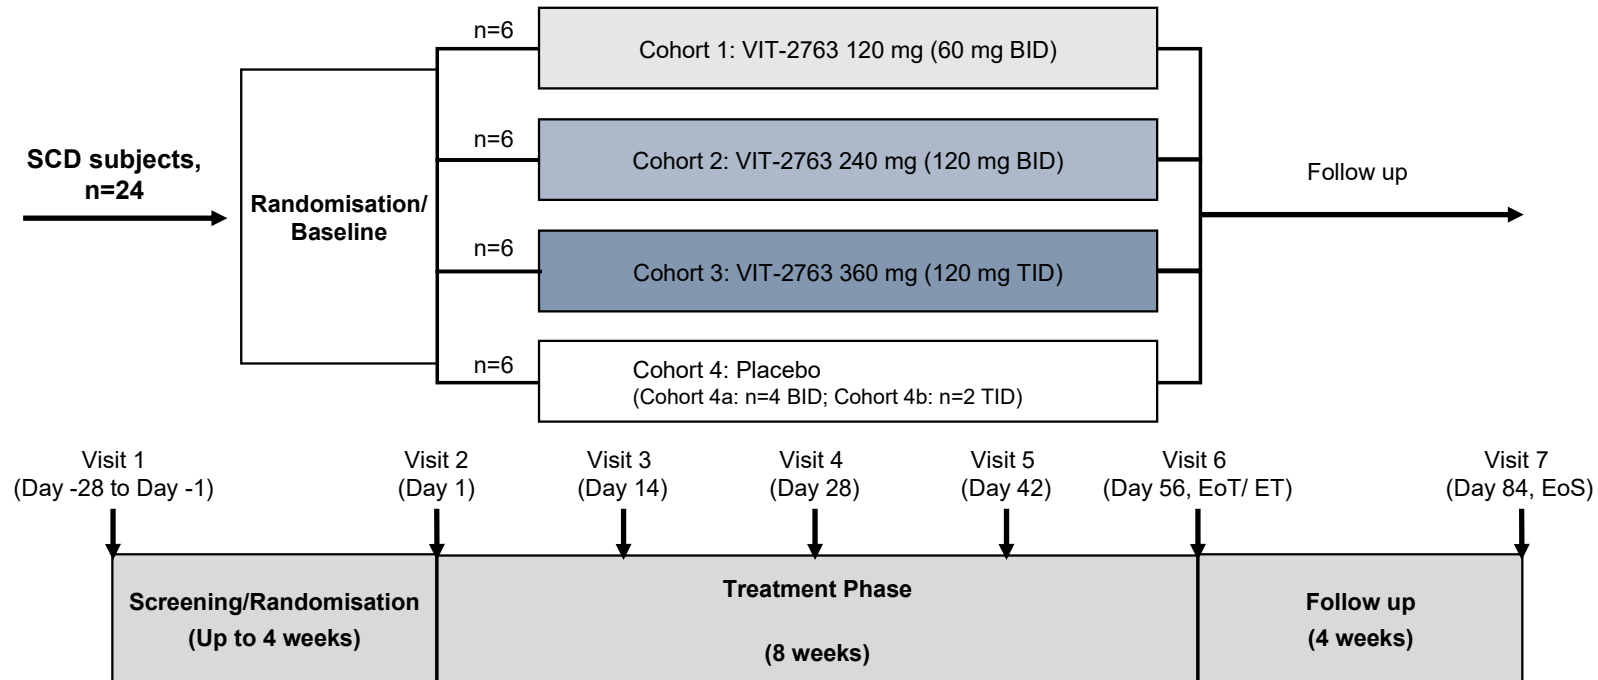 n=6
Cohort 1: VIT-2763 120 mg (60 mg BID)
n=6
Cohort 2: VIT-2763 240 mg (120 mg BID)
SCD subjects,
n=24
Randomisation/
Baseline
Follow up
n=6
Cohort 3: VIT-2763 360 mg (120 mg TID)
n=6
Cohort 4: Placebo
(Cohort 4a: n=4 BID; Cohort 4b: n=2 TID)
Visit 1
(Day -28 to Day -1)
Visit 2
(Day 1)
Visit 3
(Day 14)
Visit 4
(Day 28)
Visit 5
(Day 42)
Visit 6
(Day 56, EoT/ ET)
Visit 7
(Day 84, EoS)
Screening/Randomisation
(Up to 4 weeks)
Treatment Phase
(8 weeks)
Follow up
(4 weeks)